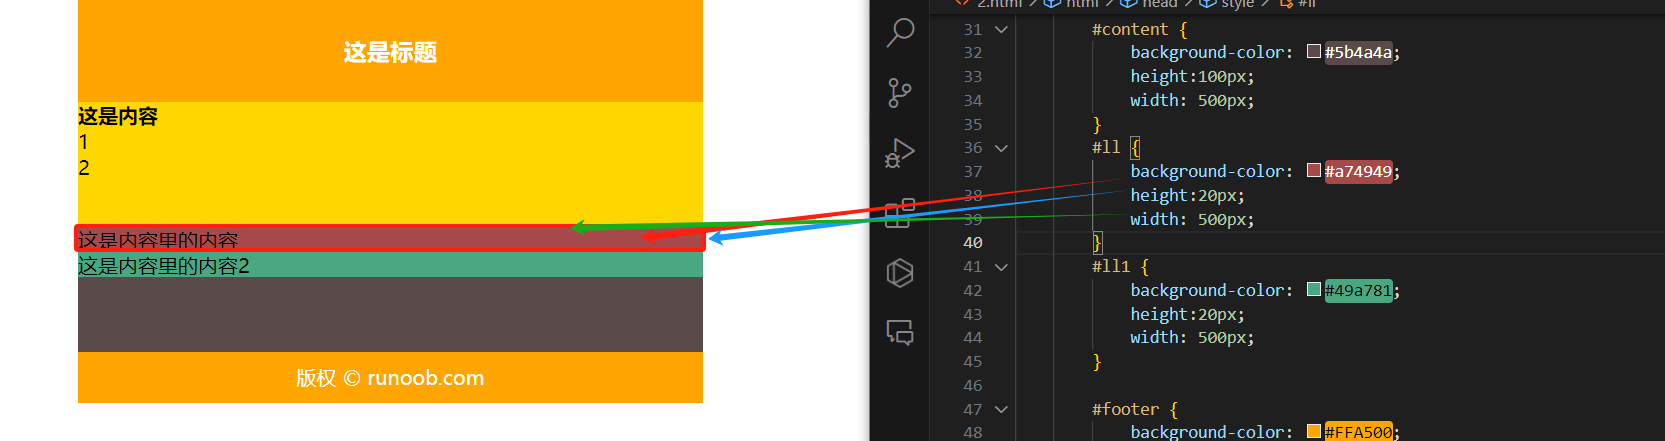 这是标题
这是内容
1
2
这是内容里的内容
这是内容里的内容2
版权 © runoob.com
2.html > html > head > style > #ll
31 #content {
32 background-color: #5b4a4a;
33 height:100px;
34 width: 500px;
35 }
36 #ll {
37 background-color: #a74949;
38 height:20px;
39 width: 500px;
40 }
41 #ll1 {
42 background-color: #49a781;
43 height:20px;
44 width: 500px;
45 }
46
47 #footer {
48 background-color: #FFA500;